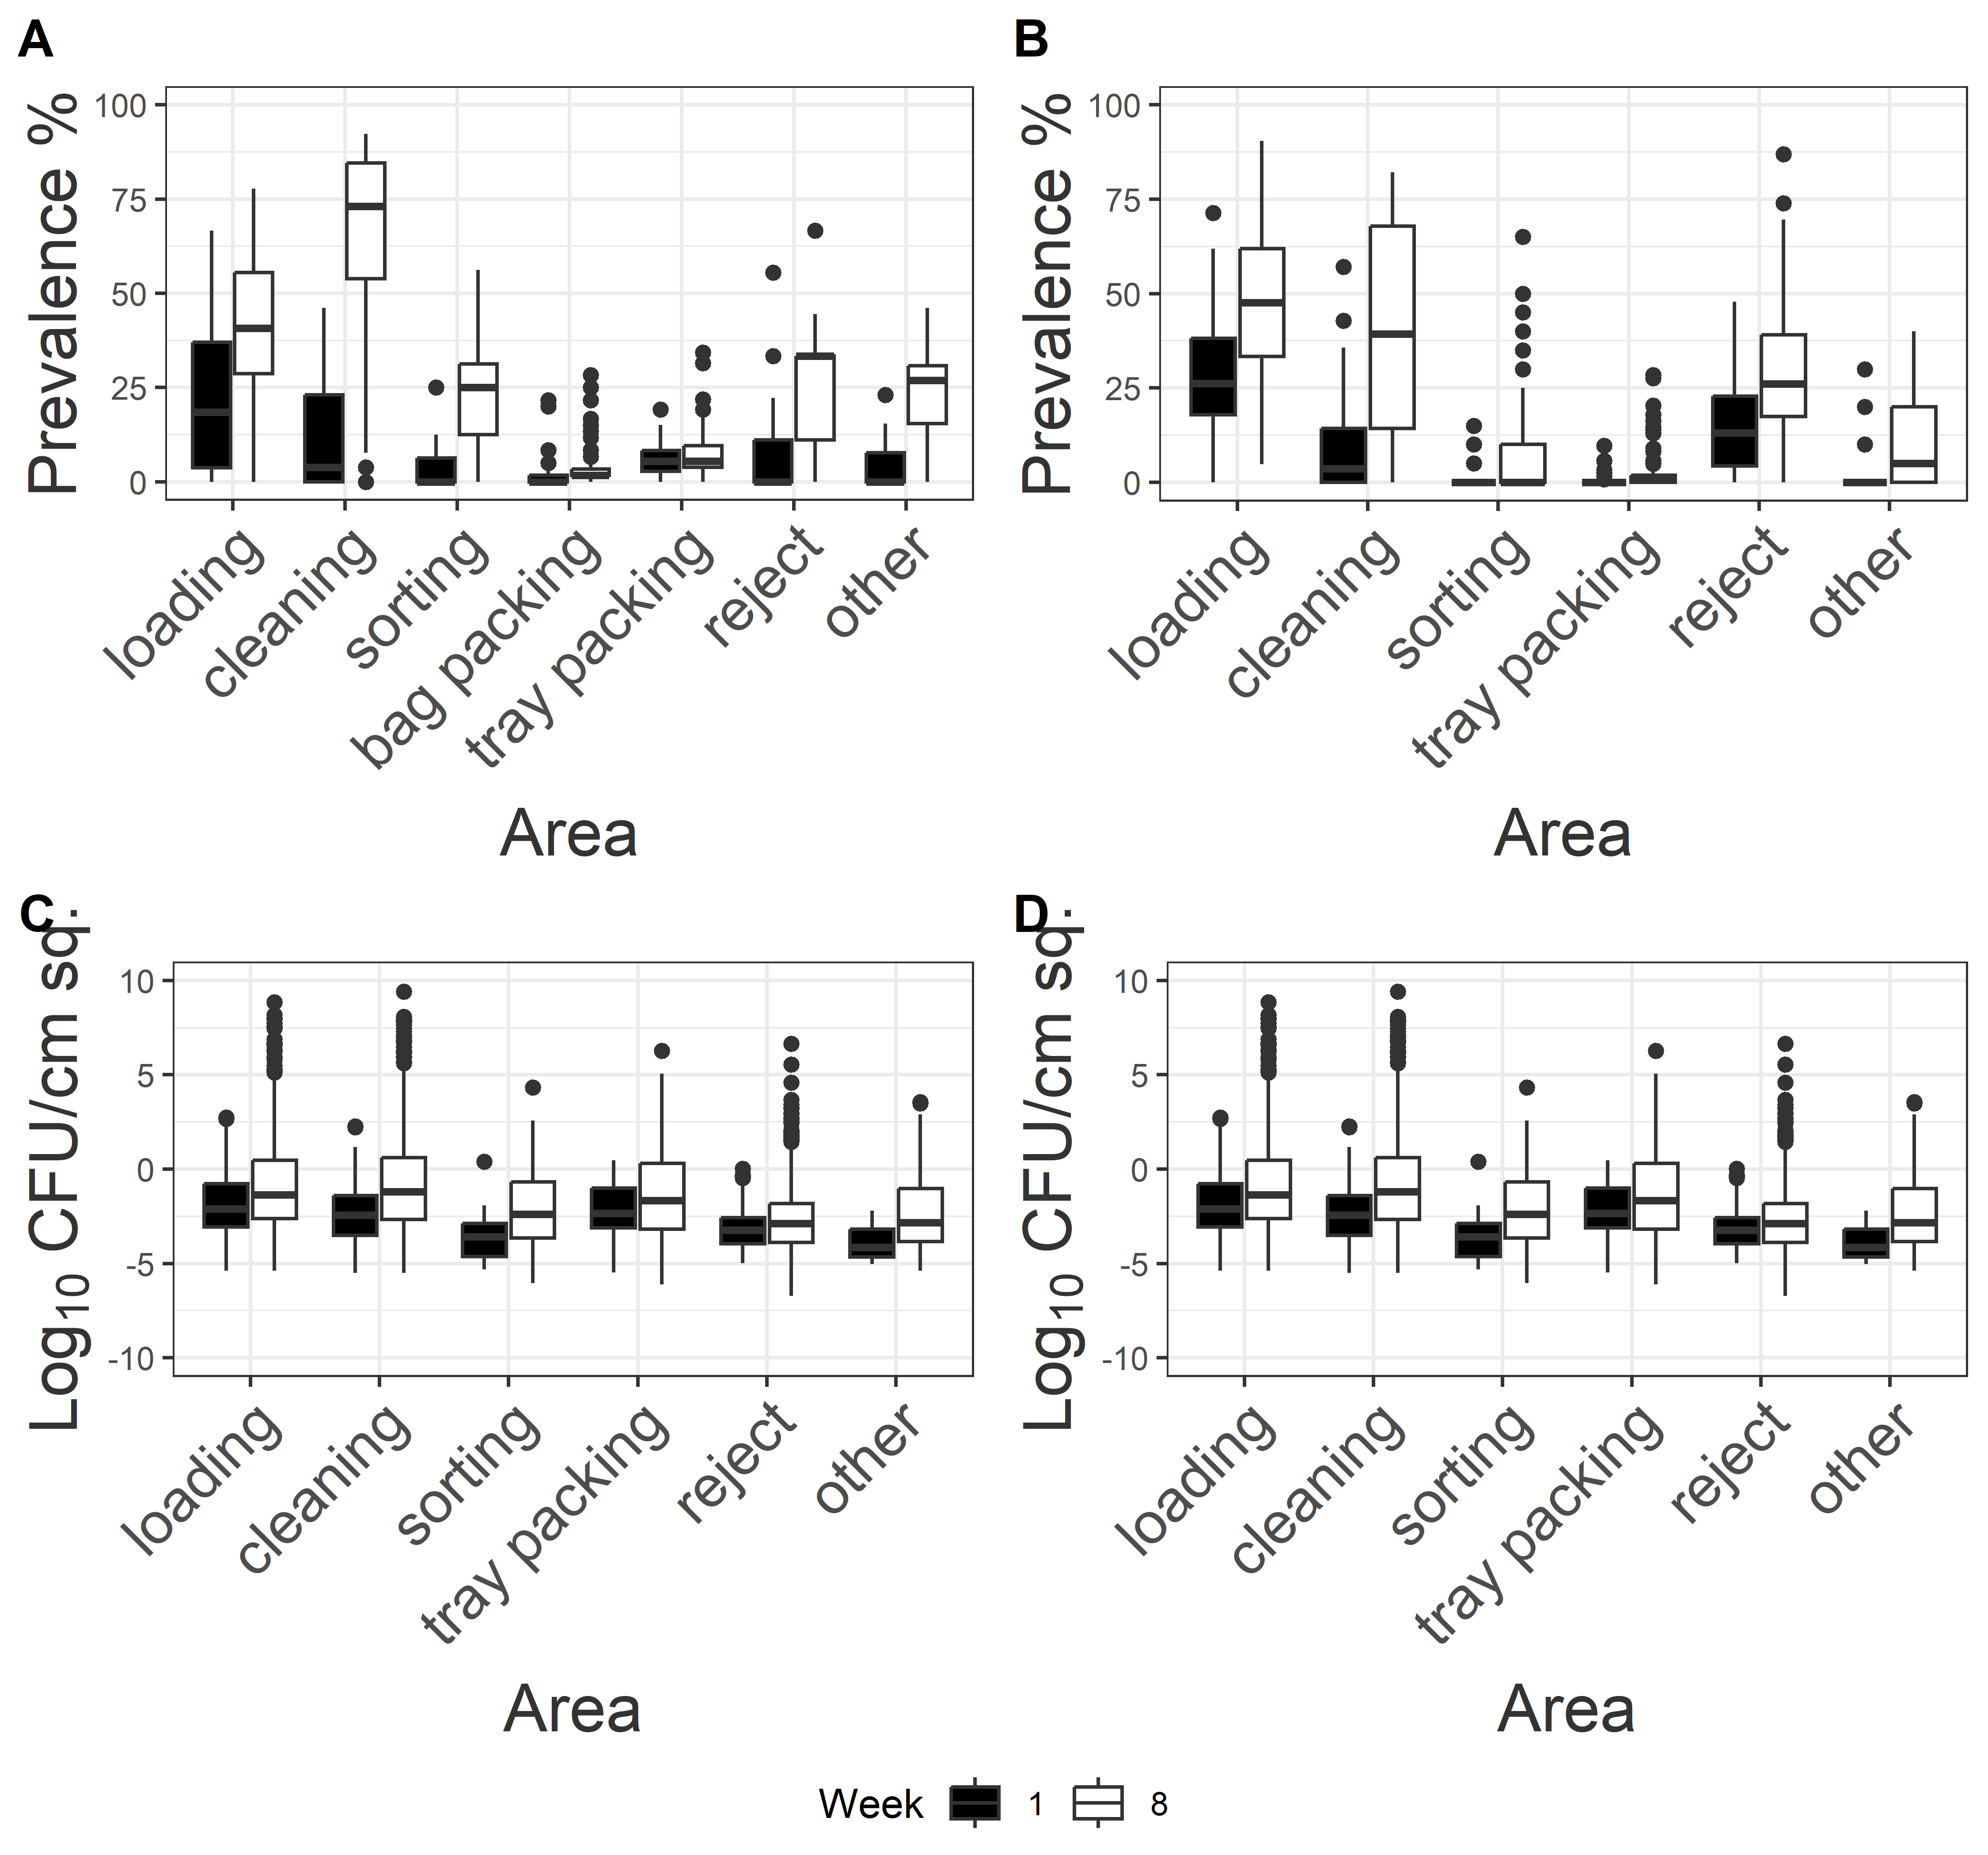 A
Prevalence %
100
75
50
25
0
loading
cleaning
sorting
bag packing
tray packing
reject
other
Area
B
Prevalence %
100
75
50
25
0
loading
cleaning
sorting
tray packing
reject
other
Area
C
Log10 CFU/cm sq.
10
5
0
-5
-10
loading
cleaning
sorting
tray packing
reject
other
Area
D
Log10 CFU/cm sq.
10
5
0
-5
-10
loading
cleaning
sorting
tray packing
reject
other
Area
Week 1 8